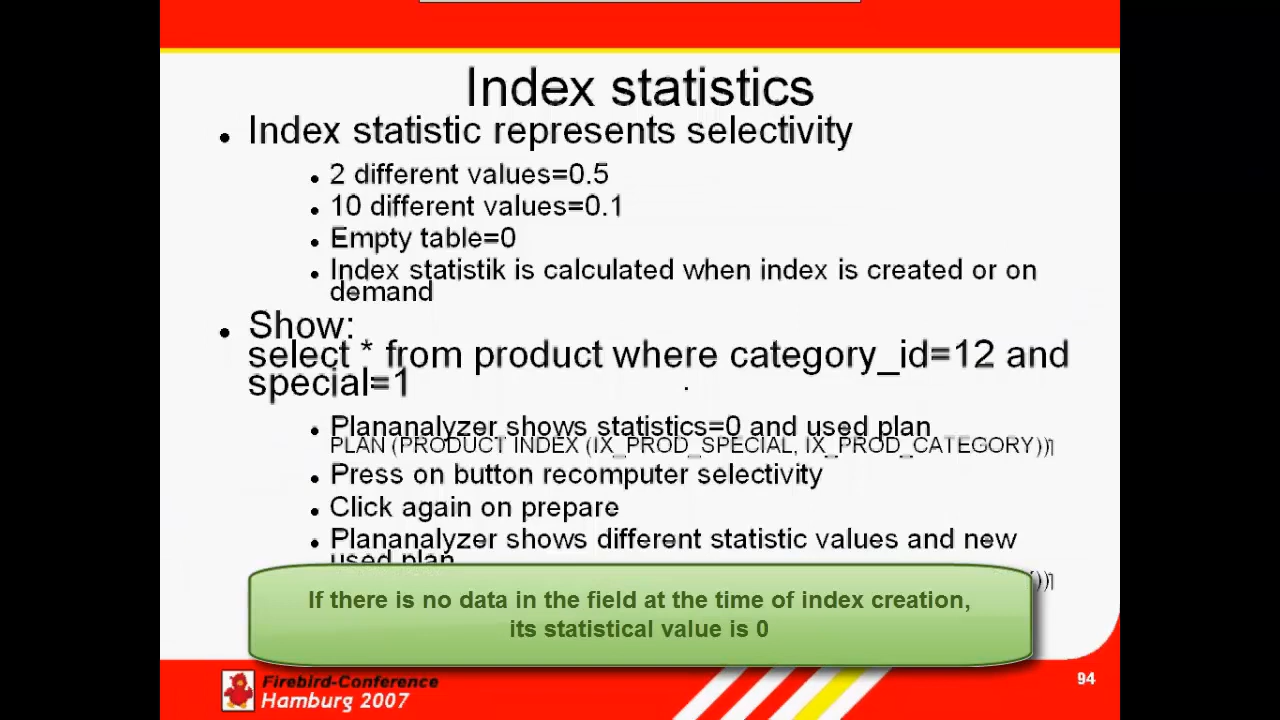 Index statistics
Index statistic represents selectivity
2 different values=0.5
10 different values=0.1
Empty table=0
Index statistik is calculated when index is created or on
demand
Show:
select * from product where category_id=12 and
special=1
Plananalyzer shows statistics=0 and used plan
PLAN (PRODUCT INDEX (IX_PROD_SPECIAL, IX_PROD_CATEGORY))
Press on button recomputer selectivity
Click again on prepare
Plananalyzer shows different statistic values and new
used plan
If there is no data in the field at the time of index creation,
its statistical value is 0
Firebird-Conference
Hamburg 2007
94